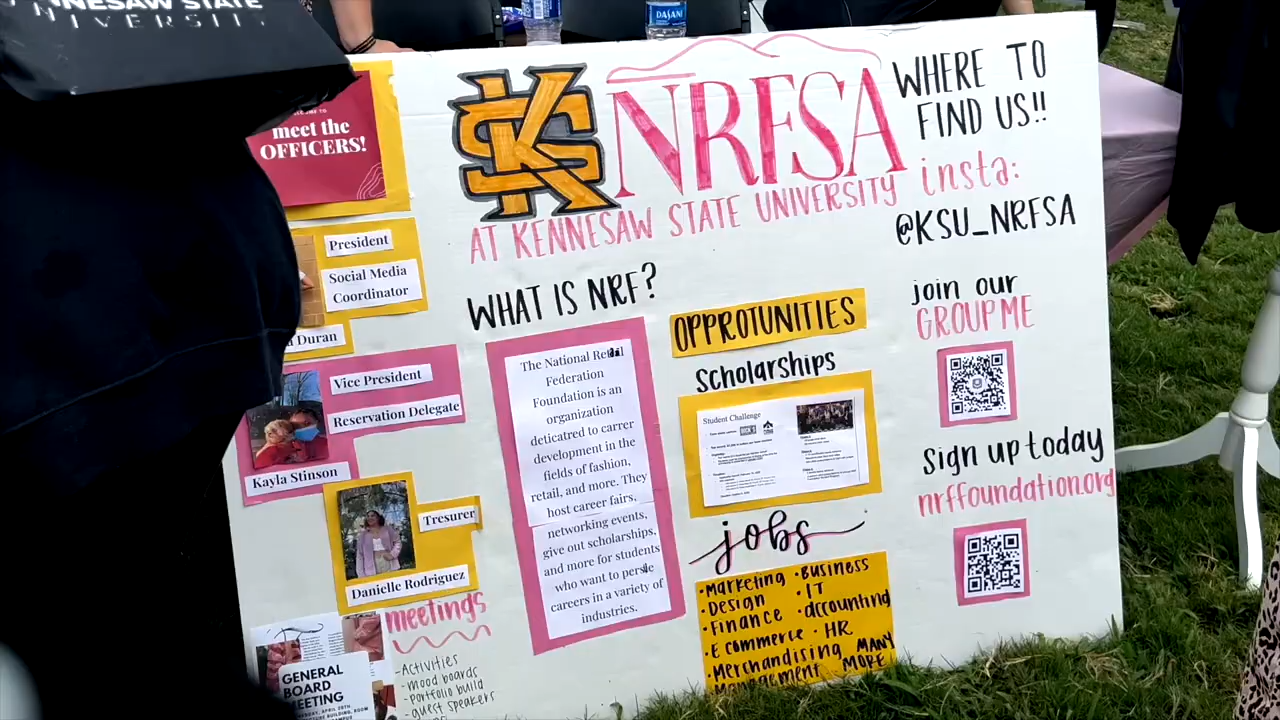 KENNESAW STATE
UNIVERSITY
DASANI
meet the
OFFICERS!
President
Social Media
Coordinator
Duran
Vice President
Reservation Delegate
Kayla Stinson
Tresurer
Danielle Rodriguez
meetings
- Activities
- mood boards
- portfolio build
- guest speakers
GENERAL
BOARD
MEETING
KS
NRFSA
AT KENNESAW STATE UNIVERSITY
WHAT IS NRF?
The National Retail
Federation
Foundation is an
organization
dedicatred to carrer
development in the
fields of fashion,
retail, and more. They
host career fairs,
networking events,
give out scholarships,
and more for students
who want to persue
careers in a variety of
industries.
OPPROTUNITIES
Scholarships
Student Challenge
jobs
• Marketing • Business
• Design • IT
• Finance • accounting
• E commerce • HR
• Merchandising MANY
Management MORE
WHERE TO
FIND US!!
insta:
@KSU_NRFSA
join our
GROUPME
Sign up today
nrffoundation.org